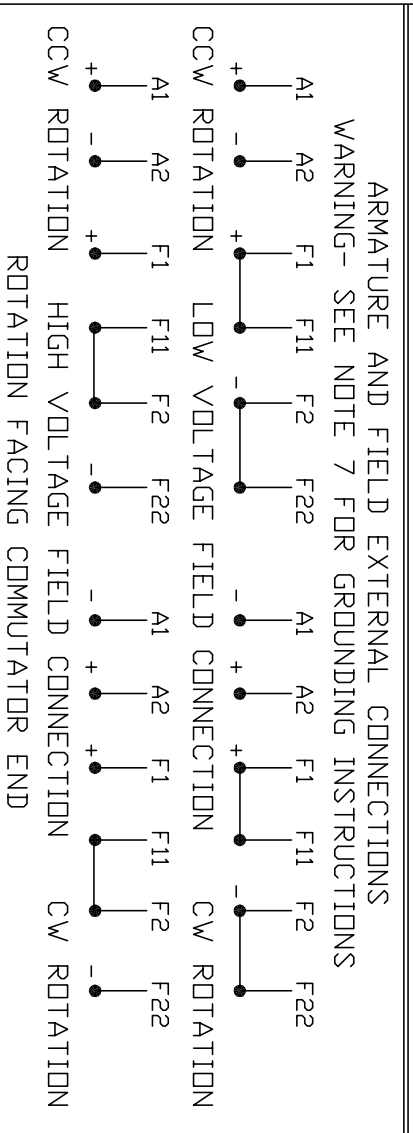 ARMATURE AND FIELD EXTERNAL CONNECTIONS
WARNING- SEE NOTE 7 FOR GROUNDING INSTRUCTIONS
A1 A2 F1 F11 F2 F22 A1 A2 F1 F11 F2 F22
+ - + - - + + -
CCW ROTATION LOW VOLTAGE FIELD CONNECTION CW ROTATION
A1 A2 F1 F11 F2 F22 A1 A2 F1 F11 F2 F22
+ - + - - + + -
CCW ROTATION HIGH VOLTAGE FIELD CONNECTION CW ROTATION
ROTATION FACING COMMUTATOR END